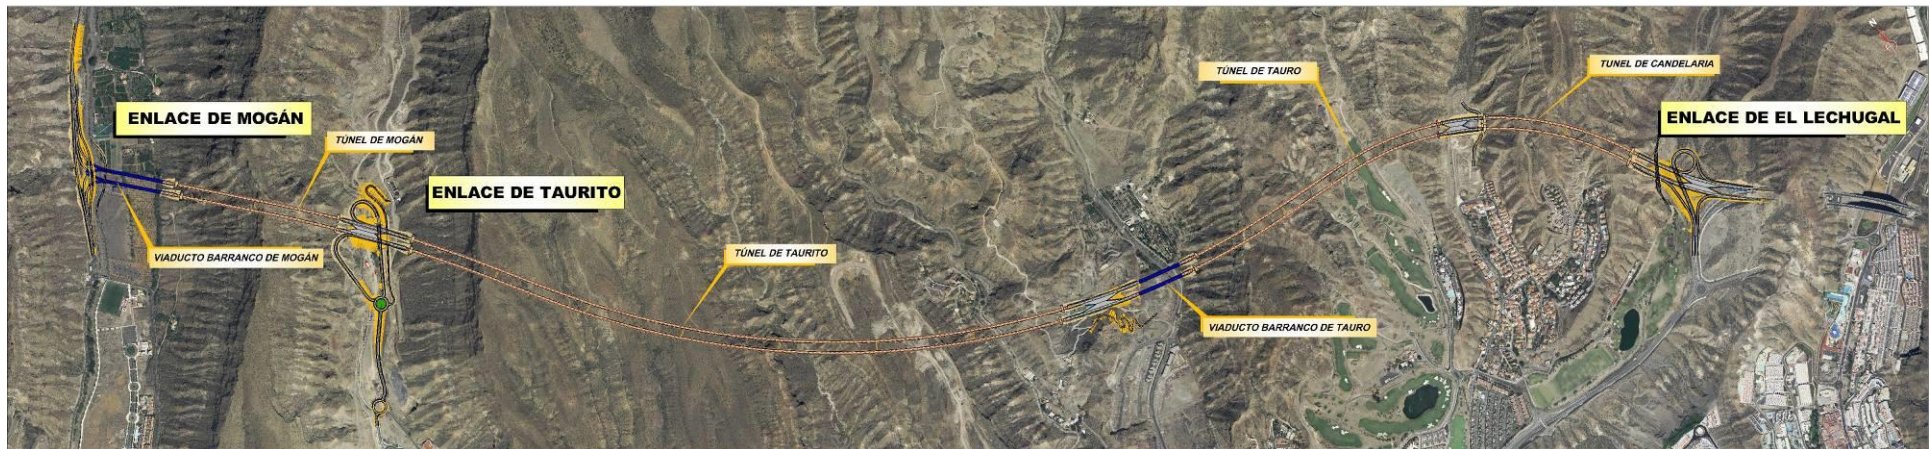 ENLACE DE MOGÁN
TÚNEL DE MOGÁN
ENLACE DE TAURITO
VIADUCTO BARRANCO DE MOGÁN
TÚNEL DE TAURITO
TÚNEL DE TAURO
TUNEL DE CANDELARIA
ENLACE DE EL LECHUGAL
VIADUCTO BARRANCO DE TAURO
N